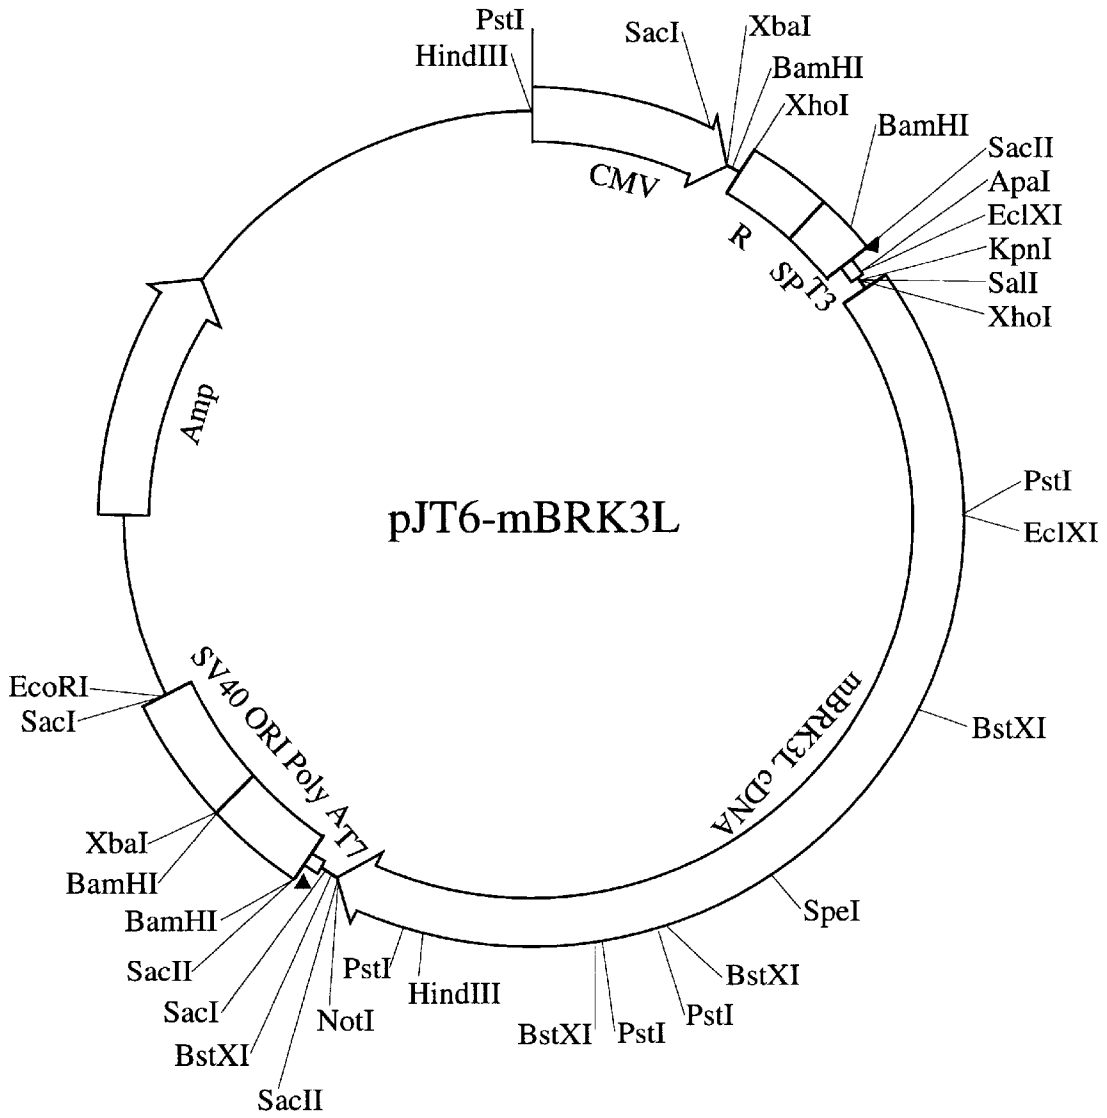 PstI
HindIII
SacI
XbaI
BamHI
XhoI
BamHI
SacII
ApaI
EclXI
KpnI
SalI
XhoI
CMV
R
SP
T3
PstI
EclXI
BstXI
mBRK3L cDNA
SpeI
BstXI
PstI
PstI
BstXI
HindIII
PstI
NotI
SacII
BstXI
SacI
SacII
BamHI
BamHI
XbaI
T7
SV40 ORI Poly A
SacI
EcoRI
Amp
pJT6-mBRK3L